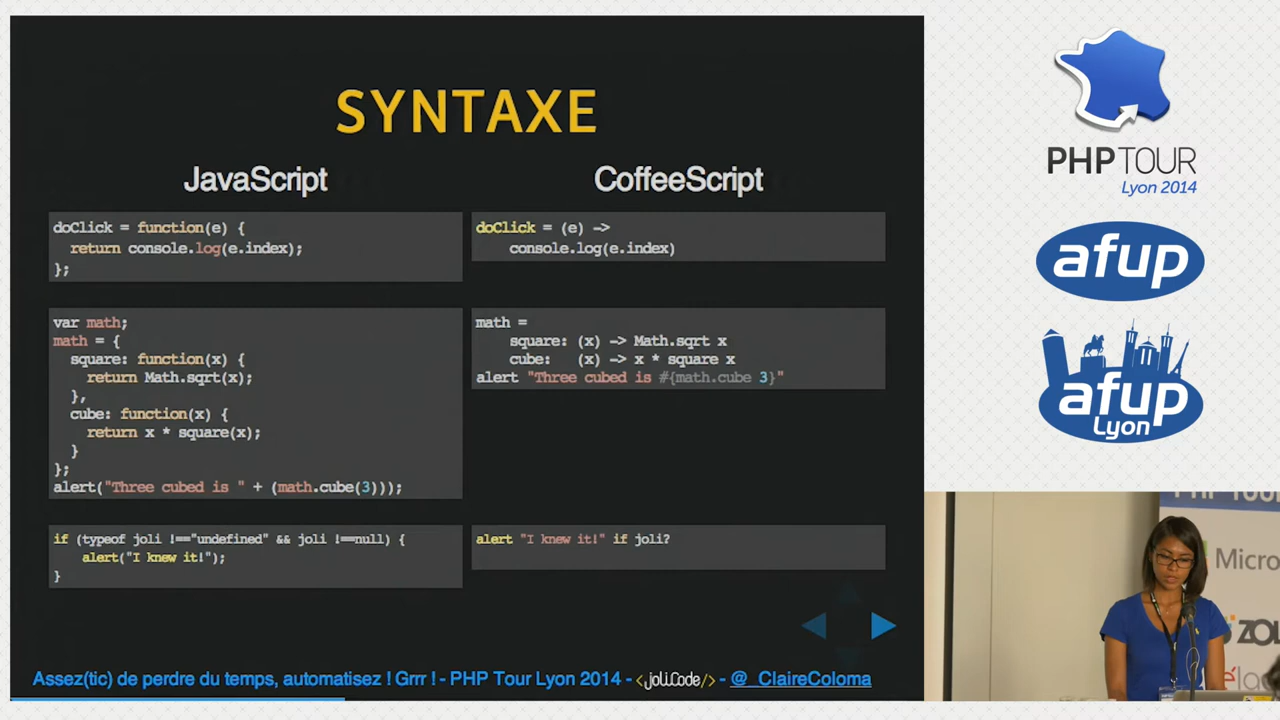 SYNTAXE
JavaScript
doClick = function(e) {
return console.log(e.index);
};
var math;
math = {
square: function(x) {
return Math.sqrt(x);
},
cube: function(x) {
return x * square(x);
}
};
alert("Three cubed is " + (math.cube(3)));
if (typeof joli !=="undefined" && joli !==null) {
alert("I knew it!");
}
CoffeeScript
doClick = (e) ->
console.log(e.index)
math =
square: (x) -> Math.sqrt x
cube: (x) -> x * square x
alert "Three cubed is #{math.cube 3}"
alert "I knew it!" if joli?
Assez(tic) de perdre du temps, automatisez ! Grrr ! - PHP Tour Lyon 2014 - <joliCode/> - @_ClaireColoma
PHP TOUR
Lyon 2014
afup
afup
Lyon
PHP TOUR
Micro
ZOL